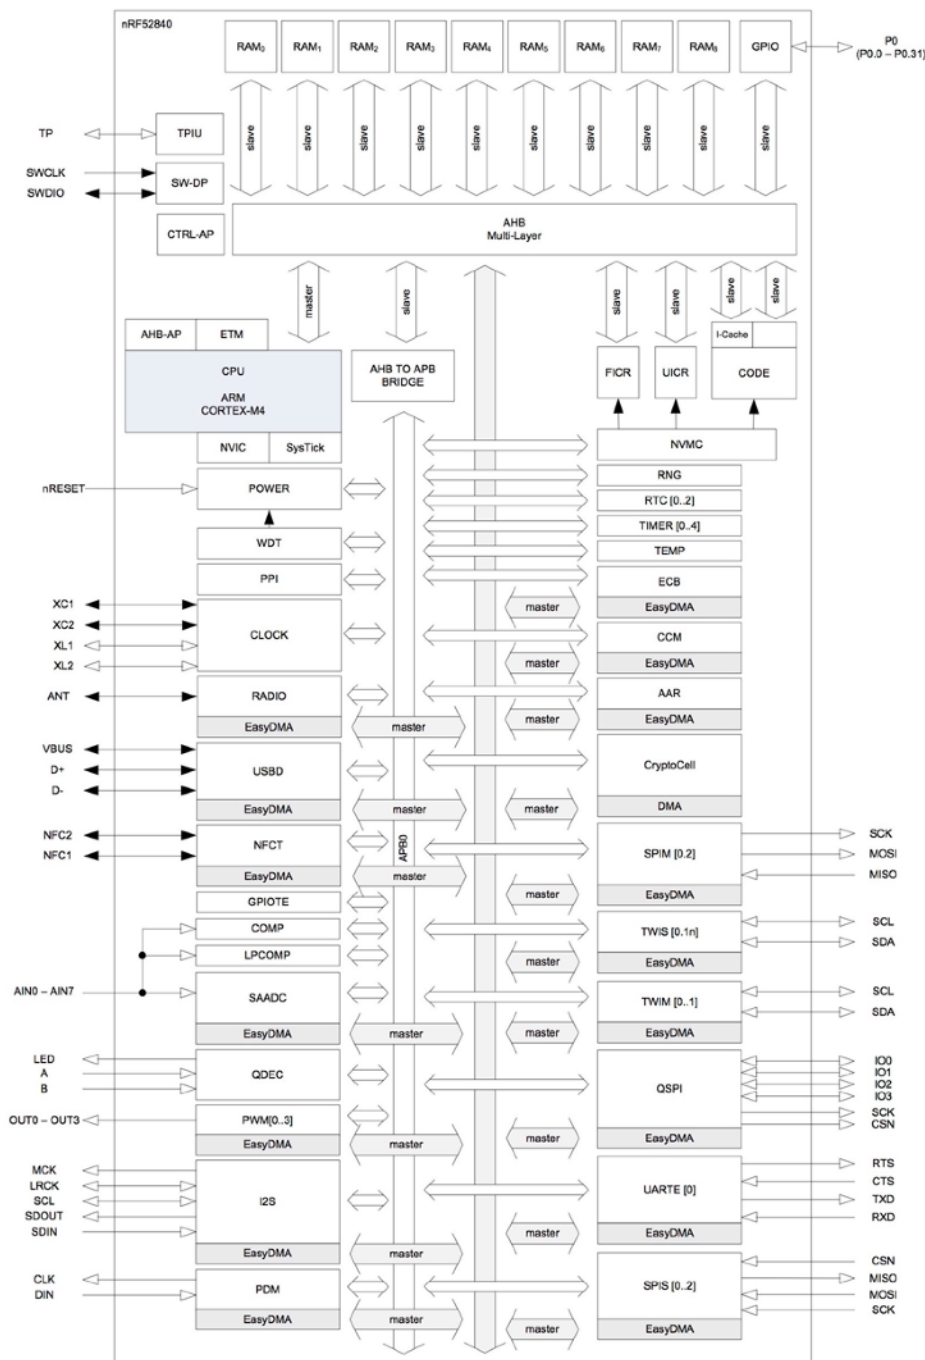 nRF52840
RAM0 RAM1 RAM2 RAM3 RAM4 RAM5 RAM6 RAM7 RAM8 GPIO
P0
(P0.0 – P0.31)
slave slave slave slave slave slave slave slave slave slave
TP
TPIU
SWCLK
SWDIO
SW-DP
CTRL-AP
AHB
Multi-Layer
master
slave
slave
slave
slave
slave
AHB-AP
ETM
CPU
ARM
CORTEX-M4
NVIC
SysTick
AHB TO APB
BRIDGE
FICR
UICR
I-Cache
CODE
NVMC
nRESET
POWER
WDT
PPI
XC1
XC2
XL1
XL2
CLOCK
ANT
RADIO
EasyDMA
master
VBUS
D+
D-
USBD
EasyDMA
master
NFC2
NFC1
NFCT
EasyDMA
master
APB0
GPIOTE
COMP
LPCOMP
AIN0 – AIN7
SAADC
EasyDMA
master
LED
A
B
QDEC
OUT0 – OUT3
PWM[0..3]
EasyDMA
master
MCK
LRCK
SCL
SDOUT
SDIN
I2S
EasyDMA
master
CLK
DIN
PDM
EasyDMA
master
RNG
RTC [0..2]
TIMER [0..4]
TEMP
ECB
master
EasyDMA
CCM
master
EasyDMA
AAR
master
EasyDMA
CryptoCell
master
DMA
SPIM [0.2]
master
EasyDMA
SCK
MOSI
MISO
TWIS [0.1n]
master
EasyDMA
SCL
SDA
TWIM [0..1]
master
EasyDMA
SCL
SDA
QSPI
master
EasyDMA
IO0
IO1
IO2
IO3
SCK
CSN
UARTE [0]
master
EasyDMA
RTS
CTS
TXD
RXD
SPIS [0..2]
master
EasyDMA
CSN
MISO
MOSI
SCK